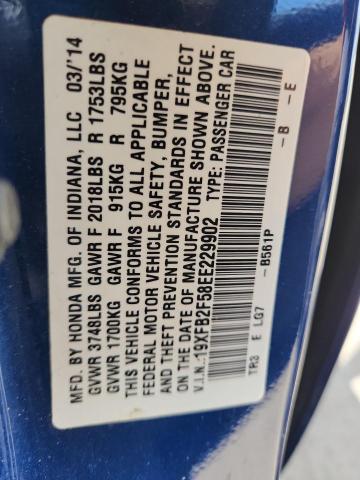 MFD. BY HONDA MFG. OF INDIANA, LLC 03/'14
GVWR 3748LBS GAWR F 2018LBS R 1753LBS
GVWR 1700KG GAWR F 915KG R 795KG
THIS VEHICLE CONFORMS TO ALL APPLICABLE
FEDERAL MOTOR VEHICLE SAFETY, BUMPER,
AND THEFT PREVENTION STANDARDS IN EFFECT
ON THE DATE OF MANUFACTURE SHOWN ABOVE.
V.I.N.:19XFB2F58EE229902 TYPE: PASSENGER CAR
-B561P -B -E
TR3 E LG7